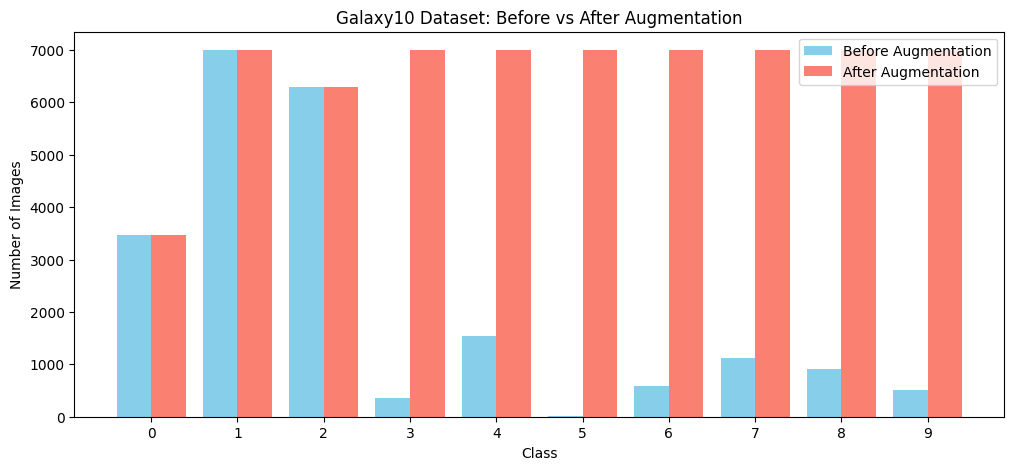 Galaxy10 Dataset: Before vs After Augmentation
Before Augmentation
After Augmentation
Number of Images
7000
6000
5000
4000
3000
2000
1000
0
0 1 2 3 4 5 6 7 8 9
Class